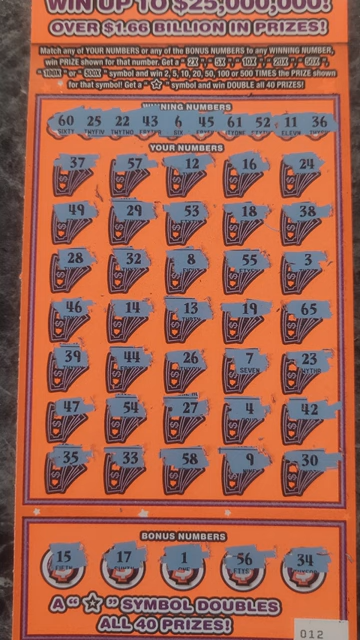 WIN UP TO $25,000,000!
OVER $1.66 BILLION IN PRIZES!
Match any of YOUR NUMBERS or any of the BONUS NUMBERS to any WINNING NUMBER,
win PRIZE shown for that number. Get a "2X", "5X", "10X", "20X", "50X",
"100X" or "500X" symbol and win 2, 5, 10, 20, 50, 100 or 500 TIMES the PRIZE shown
for that symbol! Get a "☆" symbol and win DOUBLE all 40 PRIZES!
WINNING NUMBERS
60 25 22 43 6 45 61 52 11 36
SIXTY SIX
YOUR NUMBERS
37 57 12 16 24
49 29 53 18 38
28 32 8 55 3
46 14 13 19 65
39 44 26 7 23
SEVEN
47 54 27 4 42
35 33 58 9 30
BONUS NUMBERS
15 17 1 56 34
A "☆" SYMBOL DOUBLES
ALL 40 PRIZES!
012